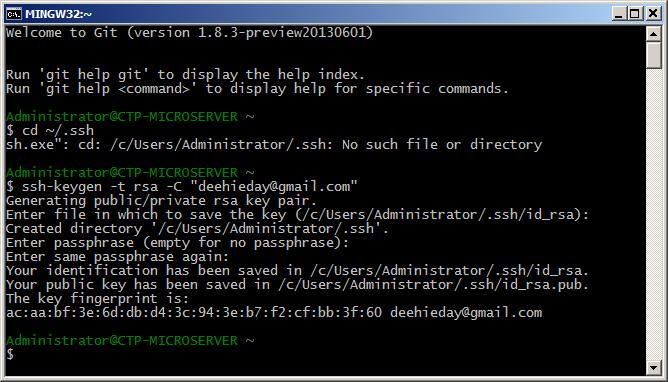 MINGW32:~
Welcome to Git (version 1.8.3-preview20130601)
Run 'git help git' to display the help index.
Run 'git help <command>' to display help for specific commands.
Administrator@CTP-MICROSERVER ~
$ cd ~/.ssh
sh.exe": cd: /c/Users/Administrator/.ssh: No such file or directory
Administrator@CTP-MICROSERVER ~
$ ssh-keygen -t rsa -C "deehieday@gmail.com"
Generating public/private rsa key pair.
Enter file in which to save the key (/c/Users/Administrator/.ssh/id_rsa):
Created directory '/c/Users/Administrator/.ssh'.
Enter passphrase (empty for no passphrase):
Enter same passphrase again:
Your identification has been saved in /c/Users/Administrator/.ssh/id_rsa.
Your public key has been saved in /c/Users/Administrator/.ssh/id_rsa.pub.
The key fingerprint is:
ac:aa:bf:3e:6d:db:d4:3c:94:3e:b7:f2:cf:bb:3f:60 deehieday@gmail.com
Administrator@CTP-MICROSERVER ~
$